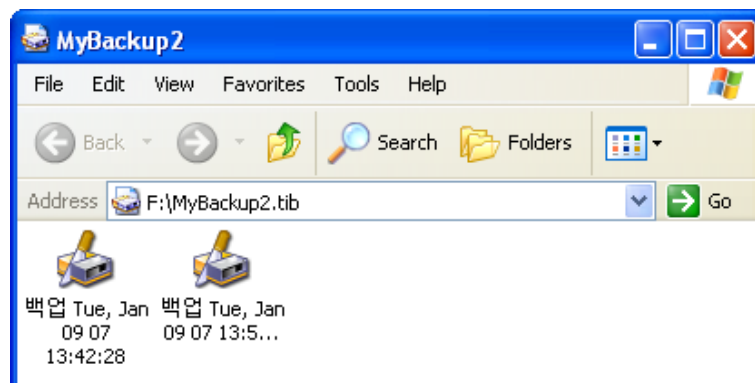 MyBackup2
File Edit View Favorites Tools Help
Back Search Folders
Address F:\MyBackup2.tib Go
백업 Tue, Jan 09 07 13:42:28
백업 Tue, Jan 09 07 13:5...